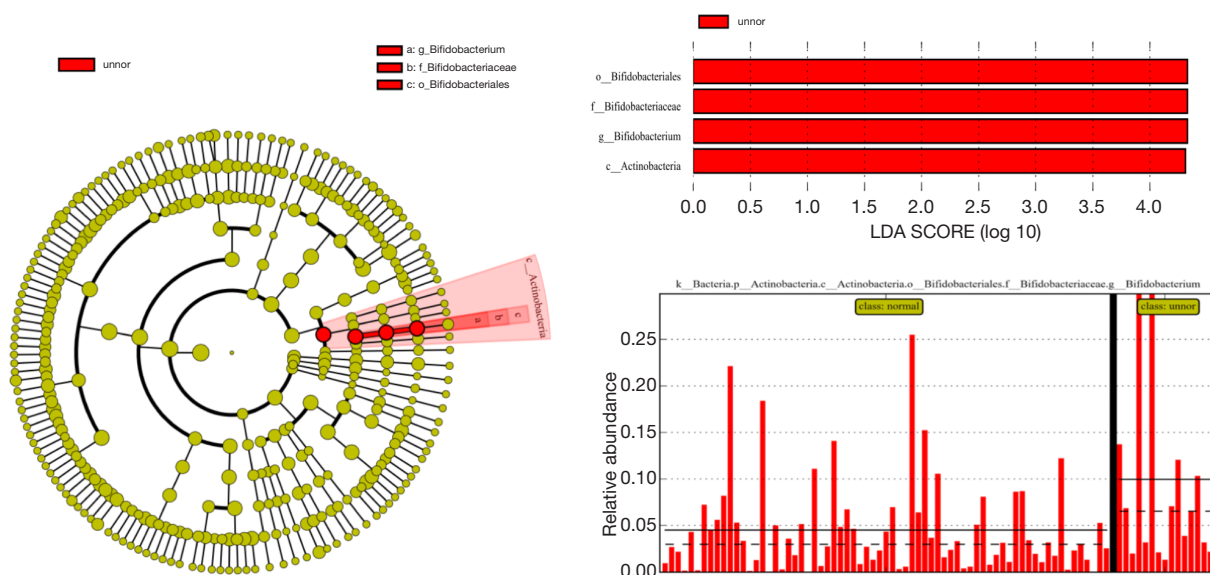 unnor
a: g_Bifidobacterium
b: f_Bifidobacteriaceae
c: o_Bifidobacteriales
c__Actinobacteria
a
b
c
unnor
o__Bifidobacteriales
f__Bifidobacteriaceae
g__Bifidobacterium
c__Actinobacteria
0.0 0.5 1.0 1.5 2.0 2.5 3.0 3.5 4.0
LDA SCORE (log 10)
k__Bacteria.p__Actinobacteria.c__Actinobacteria.o__Bifidobacteriales.f__Bifidobacteriaceae.g__Bifidobacterium
class: normal
class: unnor
Relative abundance
0.25
0.20
0.15
0.10
0.05
0.00